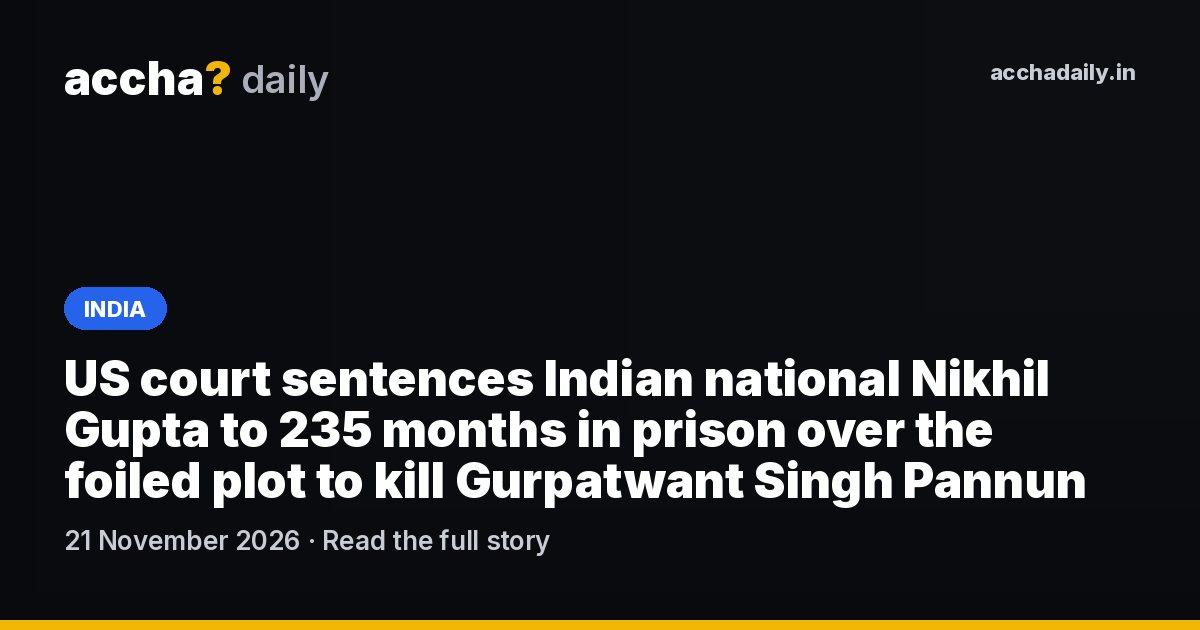 accha? daily
acchadaily.in
INDIA
US court sentences Indian national Nikhil
Gupta to 235 months in prison over the
foiled plot to kill Gurpatwant Singh Pannun
21 November 2026 · Read the full story